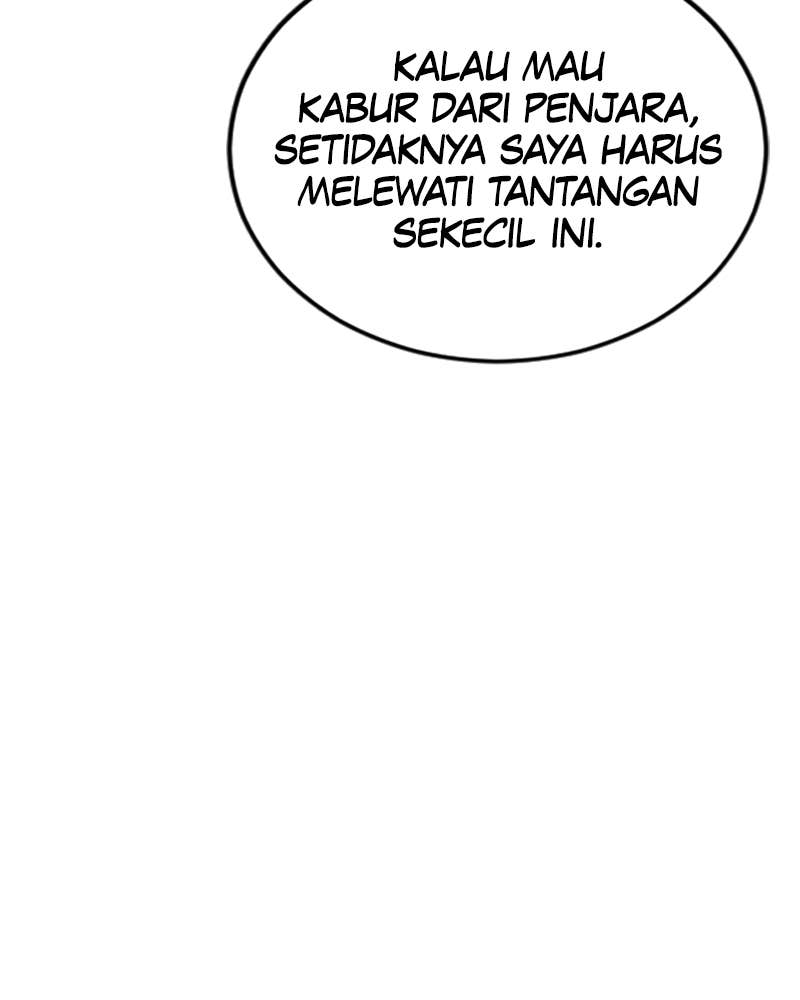 KALAU MAU
KABUR DARI PENJARA,
SETIDAKNYA SAYA HARUS
MELEWATI TANTANGAN
SEKECIL INI.